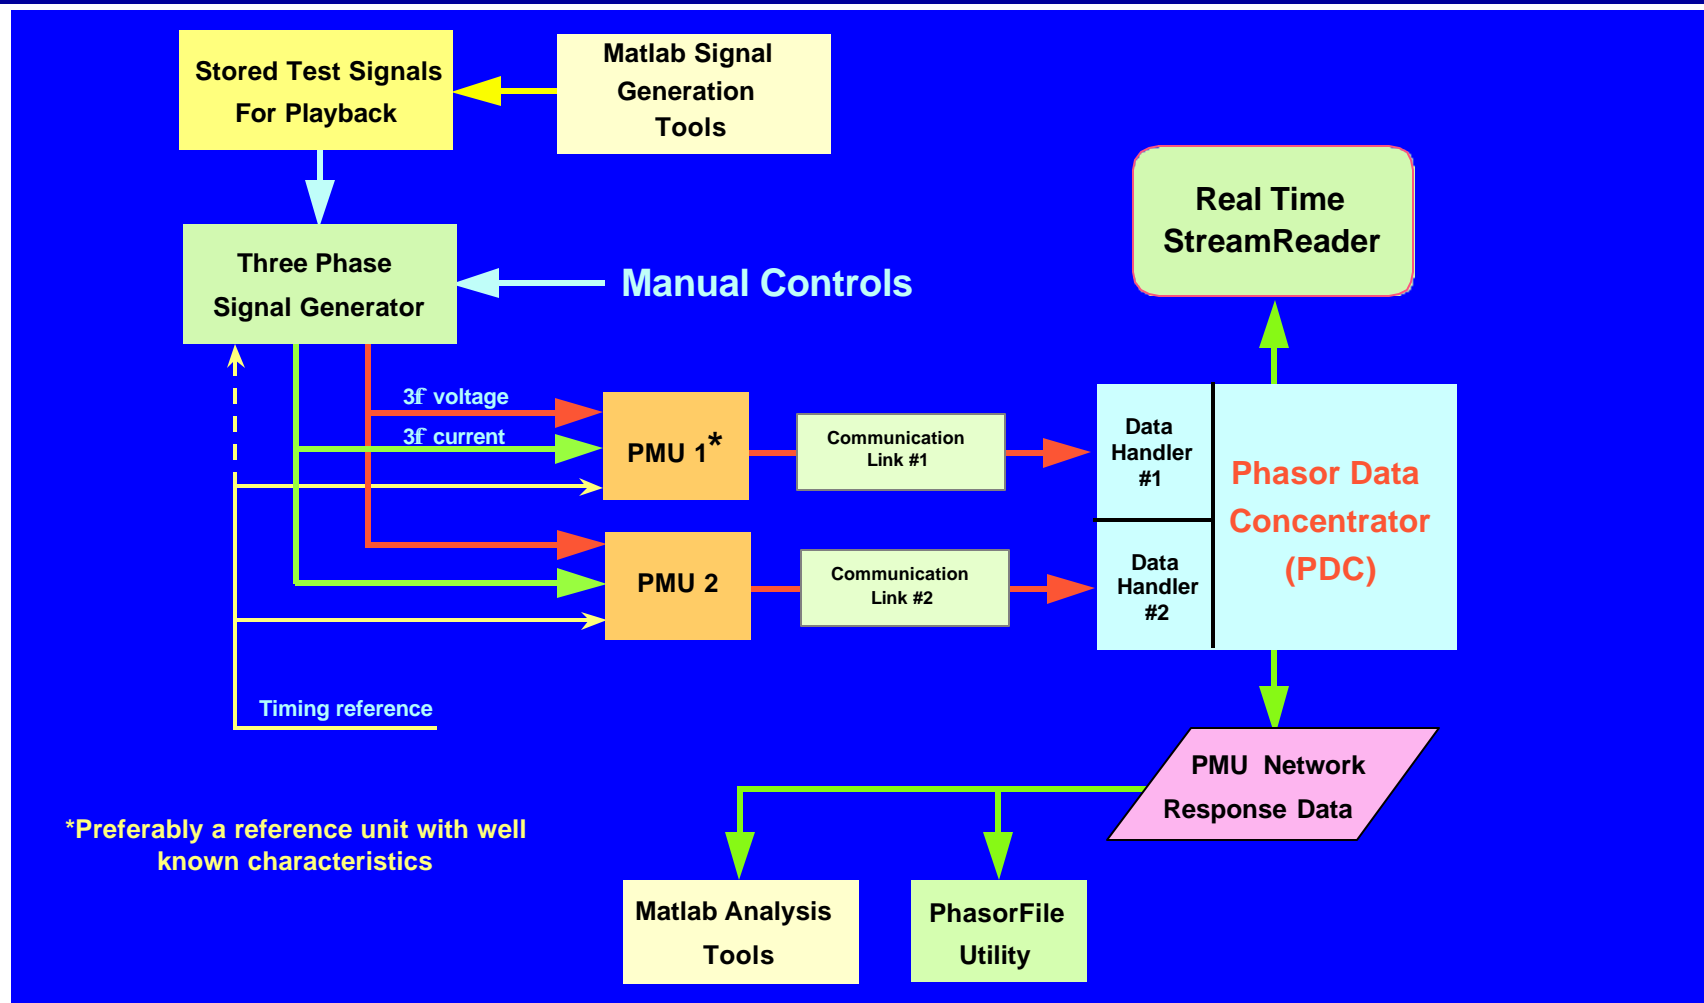 Stored Test Signals
For Playback
Matlab Signal
Generation
Tools
Real Time
StreamReader
Three Phase
Signal Generator
Manual Controls
3f voltage
3f current
PMU 1*
Communication
Link #1
Data
Handler
#1
Phasor Data
Concentrator
(PDC)
PMU 2
Communication
Link #2
Data
Handler
#2
Timing reference
PMU Network
Response Data
*Preferably a reference unit with well
known characteristics
Matlab Analysis
Tools
PhasorFile
Utility